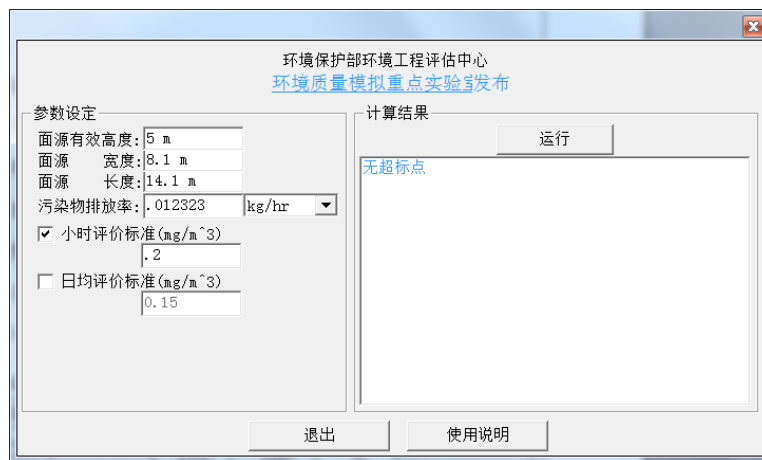 环境保护部环境工程评估中心
环境质量模拟重点实验室发布
参数设定
面源有效高度: 5 m
面源 宽度: 8.1 m
面源 长度: 14.1 m
污染物排放率: .012323 kg/hr
小时评价标准(mg/m^3)
.2
日均评价标准(mg/m^3)
0.15
计算结果
运行
无超标点
退出 使用说明